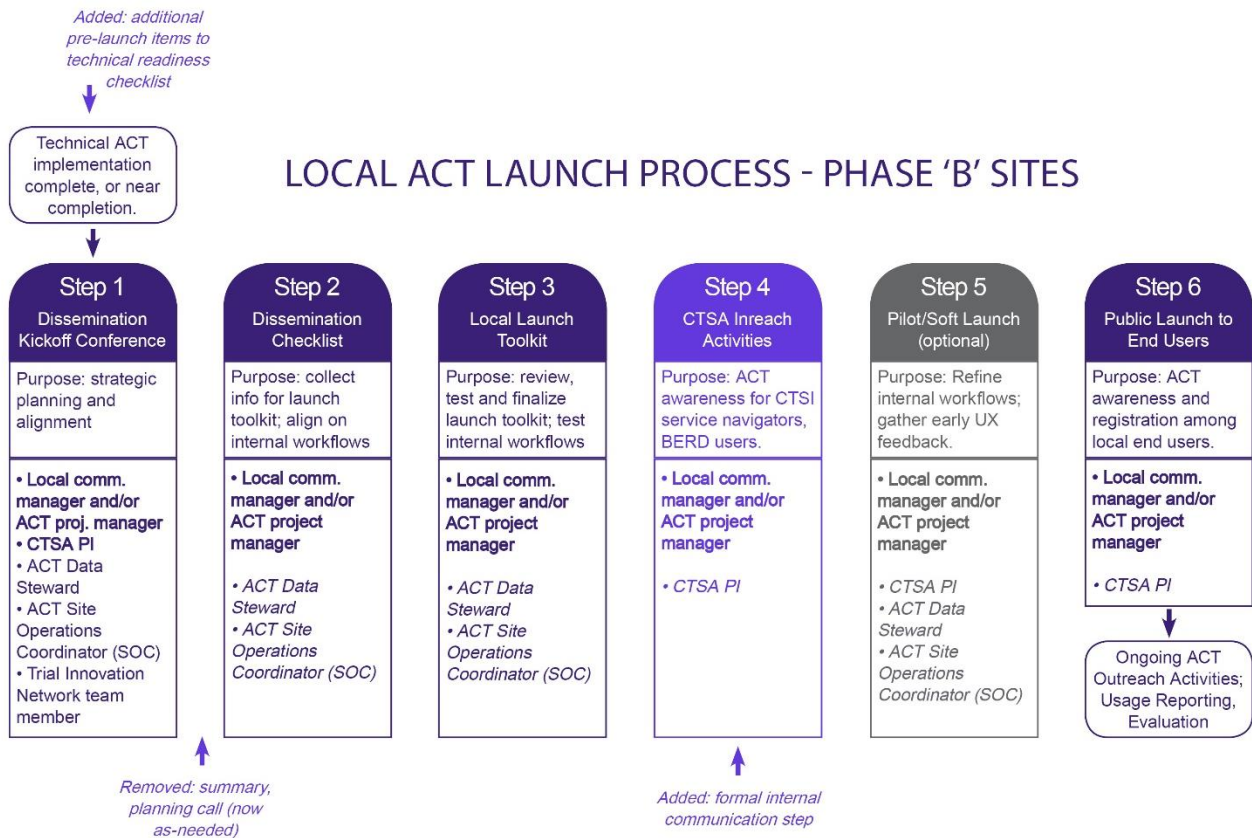 Added: additional
pre-launch items to
technical readiness
checklist
Technical ACT
implementation
complete, or near
completion.
LOCAL ACT LAUNCH PROCESS - PHASE ‘B’ SITES
Step 1
Dissemination
Kickoff Conference
Purpose: strategic
planning and
alignment
• Local comm.
manager and/or
ACT proj. manager
• CTSA PI
• ACT Data
Steward
• ACT Site
Operations
Coordinator (SOC)
• Trial Innovation
Network team
member
Removed: summary,
planning call (now
as-needed)
Step 2
Dissemination
Checklist
Purpose: collect
info for launch
toolkit; align on
internal workflows
• Local comm.
manager and/or
ACT project
manager
• ACT Data
Steward
• ACT Site
Operations
Coordinator (SOC)
Step 3
Local Launch
Toolkit
Purpose: review,
test and finalize
launch toolkit; test
internal workflows
• Local comm.
manager and/or
ACT project
manager
• ACT Data
Steward
• ACT Site
Operations
Coordinator (SOC)
Step 4
CTSA Inreach
Activities
Purpose: ACT
awareness for CTSI
service navigators,
BERD users.
• Local comm.
manager and/or
ACT project
manager
• CTSA PI
Added: formal internal
communication step
Step 5
Pilot/Soft Launch
(optional)
Purpose: Refine
internal workflows;
gather early UX
feedback.
• Local comm.
manager and/or
ACT project
manager
• CTSA PI
• ACT Data
Steward
• ACT Site
Operations
Coordinator (SOC)
Step 6
Public Launch to
End Users
Purpose: ACT
awareness and
registration among
local end users.
• Local comm.
manager and/or
ACT project
manager
• CTSA PI
Ongoing ACT
Outreach Activities;
Usage Reporting,
Evaluation